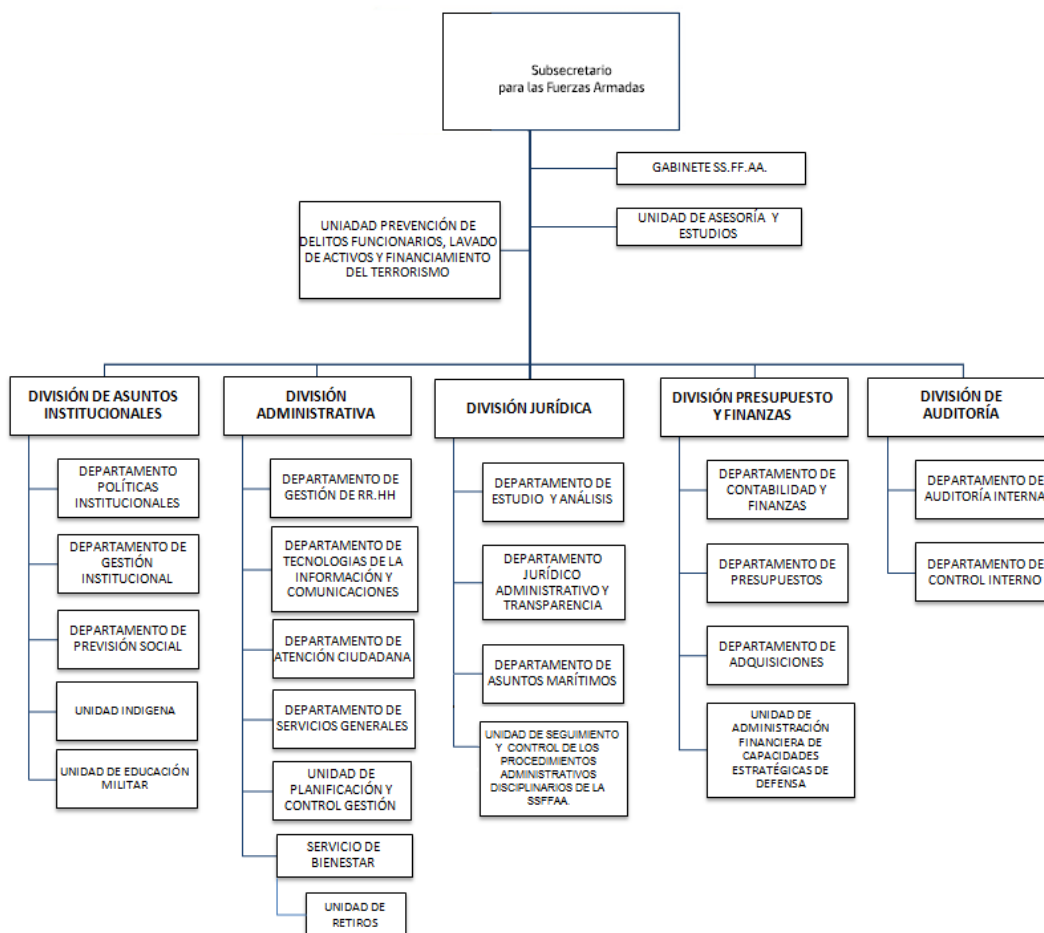 Subsecretario
para las Fuerzas Armadas
GABINETE SS.FF.AA.
UNIADAD PREVENCIÓN DE
DELITOS FUNCIONARIOS, LAVADO
DE ACTIVOS Y FINANCIAMIENTO
DEL TERRORISMO
UNIDAD DE ASESORÍA Y
ESTUDIOS
DIVISIÓN DE ASUNTOS
INSTITUCIONALES
DEPARTAMENTO
POLÍTICAS
INSTITUCIONALES
DEPARTAMENTO DE
GESTIÓN
INSTITUCIONAL
DEPARTAMENTO DE
PREVISIÓN SOCIAL
UNIDAD INDIGENA
UNIDAD DE EDUCACIÓN
MILITAR
DIVISIÓN
ADMINISTRATIVA
DEPARTAMENTO DE
GESTIÓN DE RR.HH
DEPARTAMENTO DE
TECNOLOGIAS DE LA
INFORMACIÓN Y
COMUNICACIONES
DEPARTAMENTO DE
ATENCIÓN CIUDADANA
DEPARTAMENTO DE
SERVICIOS GENERALES
UNIDAD DE
PLANIFICACIÓN Y
CONTROL GESTIÓN
SERVICIO DE
BIENESTAR
UNIDAD DE
RETIROS
DIVISIÓN JURÍDICA
DEPARTAMENTO DE
ESTUDIO Y ANÁLISIS
DEPARTAMENTO
JURÍDICO
ADMINISTRATIVO Y
TRANSPARENCIA
DEPARTAMENTO DE
ASUNTOS MARÍTIMOS
UNIDAD DE SEGUIMIENTO
Y CONTROL DE LOS
PROCEDIMIENTOS
ADMINISTRATIVOS
DISCIPLINARIOS DE LA
SSFFAA.
DIVISIÓN PRESUPUESTO
Y FINANZAS
DEPARTAMENTO DE
CONTABILIDAD Y
FINANZAS
DEPARTAMENTO DE
PRESUPUESTOS
DEPARTAMENTO DE
ADQUISICIONES
UNIDAD DE
ADMINISTRACIÓN
FINANCIERA DE
CAPACIDADES
ESTRATÉGICAS DE
DEFENSA
DIVISIÓN DE
AUDITORÍA
DEPARTAMENTO DE
AUDITORÍA INTERNA
DEPARTAMENTO DE
CONTROL INTERNO